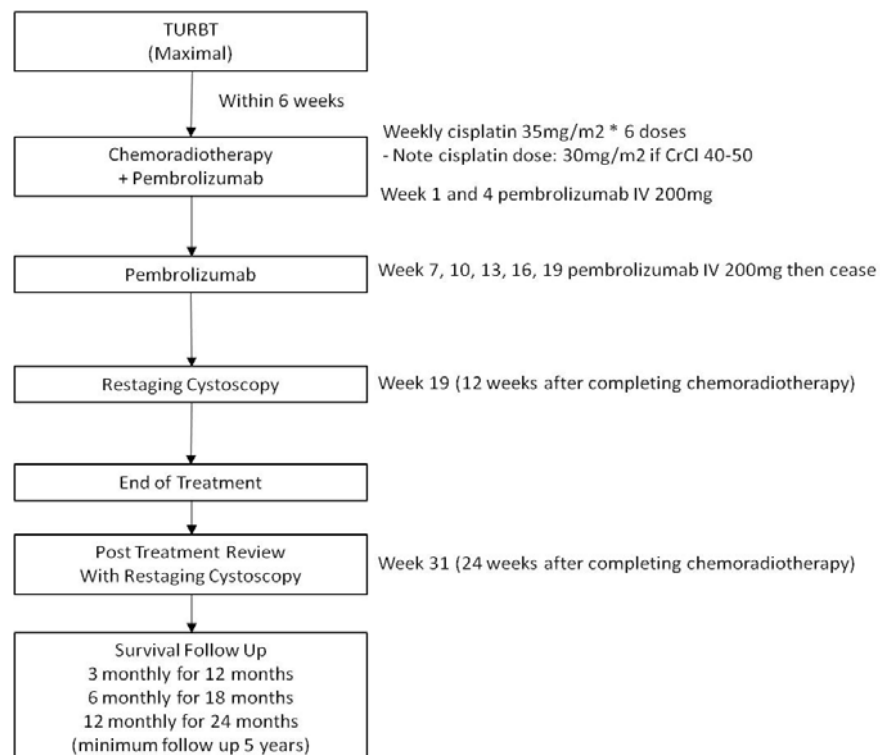 TURBT
(Maximal)
Within 6 weeks
Weekly cisplatin 35mg/m2 * 6 doses
- Note cisplatin dose: 30mg/m2 if CrCl 40-50
Chemoradiotherapy
+ Pembrolizumab
Week 1 and 4 pembrolizumab IV 200mg
Pembrolizumab
Week 7, 10, 13, 16, 19 pembrolizumab IV 200mg then cease
Restaging Cystoscopy
Week 19 (12 weeks after completing chemoradiotherapy)
End of Treatment
Post Treatment Review
With Restaging Cystoscopy
Week 31 (24 weeks after completing chemoradiotherapy)
Survival Follow Up
3 monthly for 12 months
6 monthly for 18 months
12 monthly for 24 months
(minimum follow up 5 years)